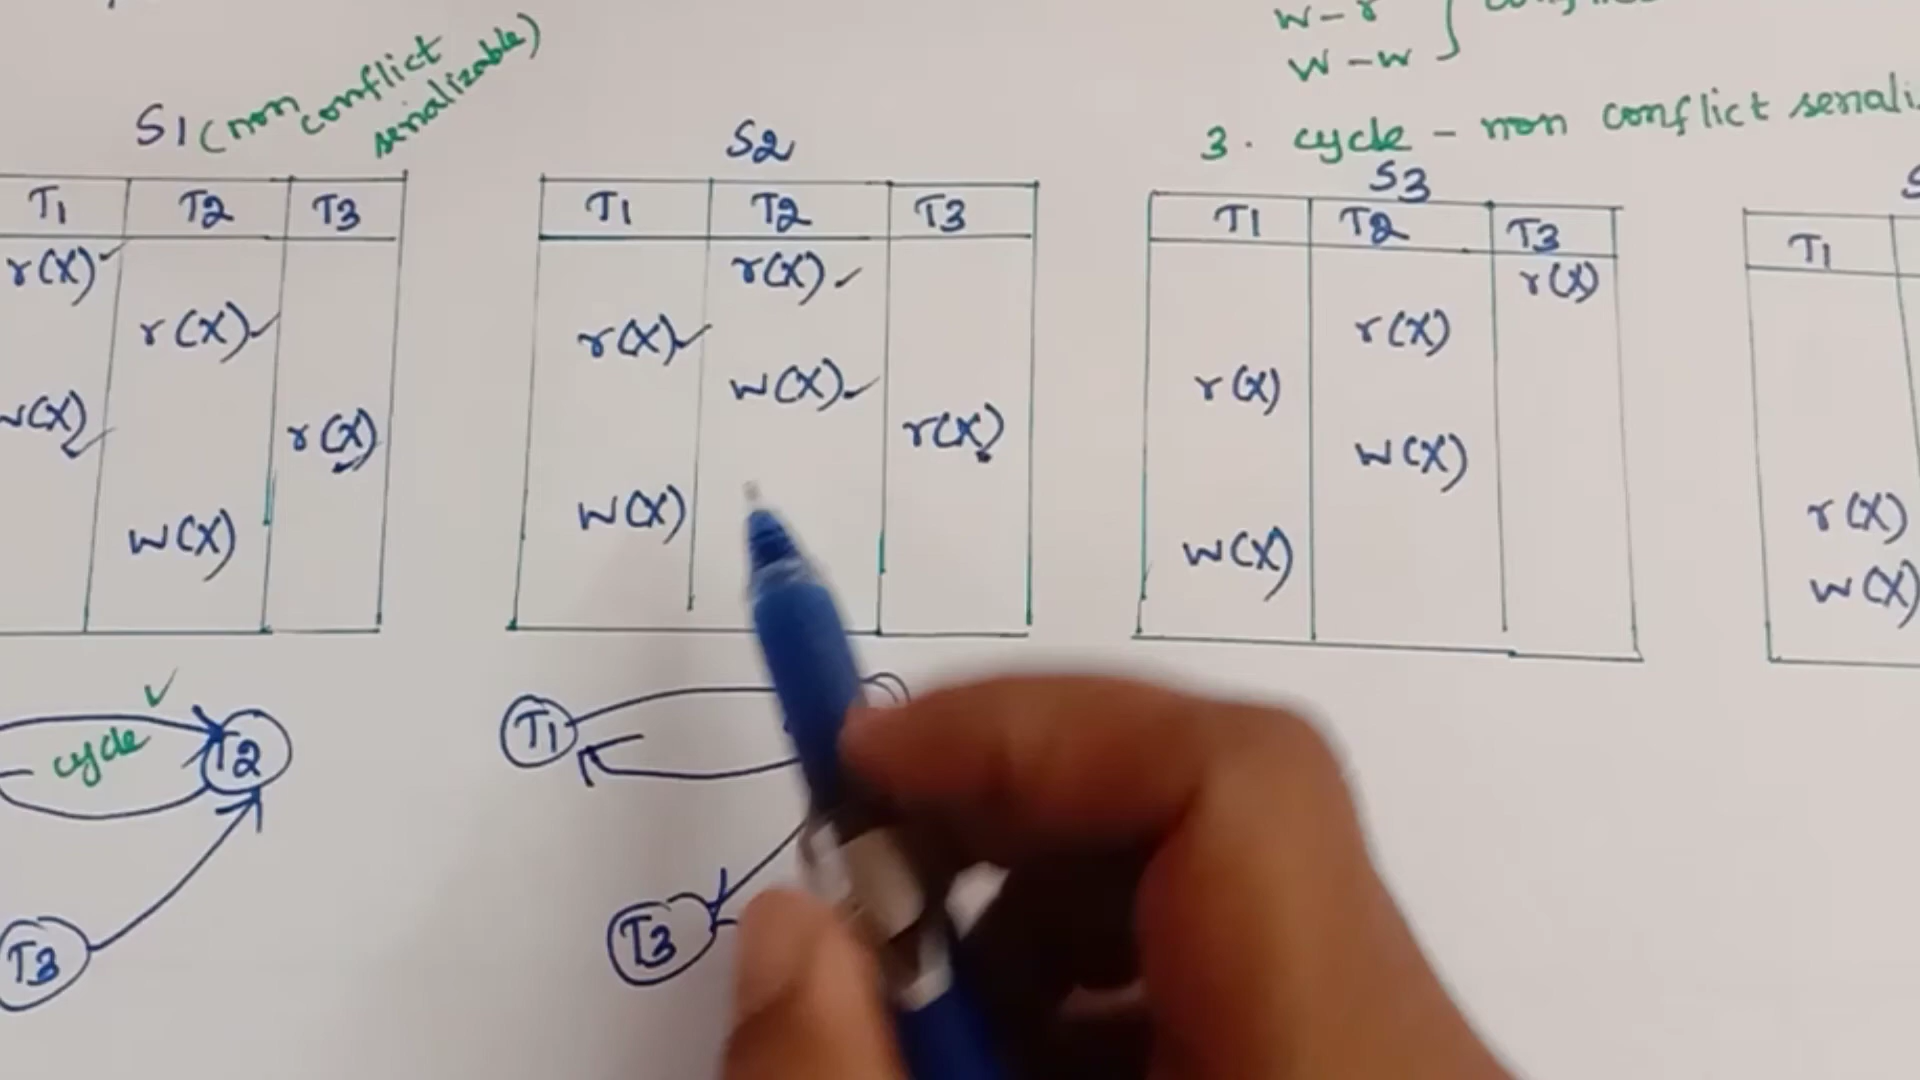 w-r
w-w
S1 (non conflict serializable)
3. cycle - non conflict
S2
S3
T1 T2 T3
r(X)
r(X)
w(X) r(X)
w(X)
T1 T2 T3
r(X)
r(X)
w(X)
r(X)
w(X)
T1 T2 T3
r(X)
r(X)
r(X)
w(X)
w(X)
T1
r(X)
w(X)
cycle T2
T3
T1
T3